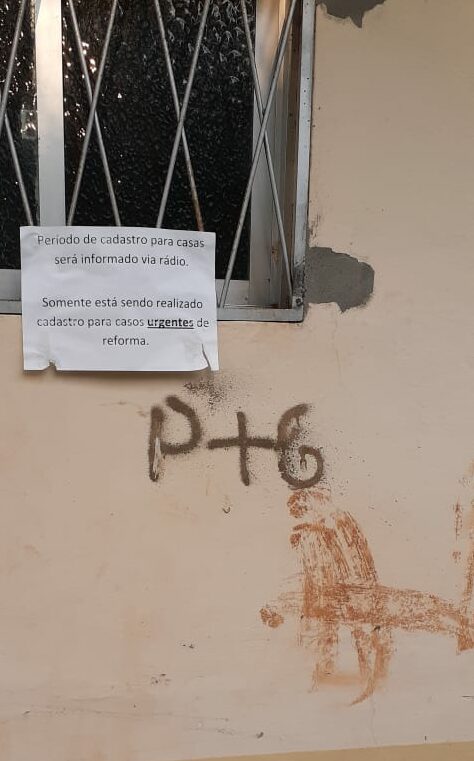 Período de cadastro para casas
será informado via rádio.
Somente está sendo realizado
cadastro para casos urgentes de
reforma.
P+G